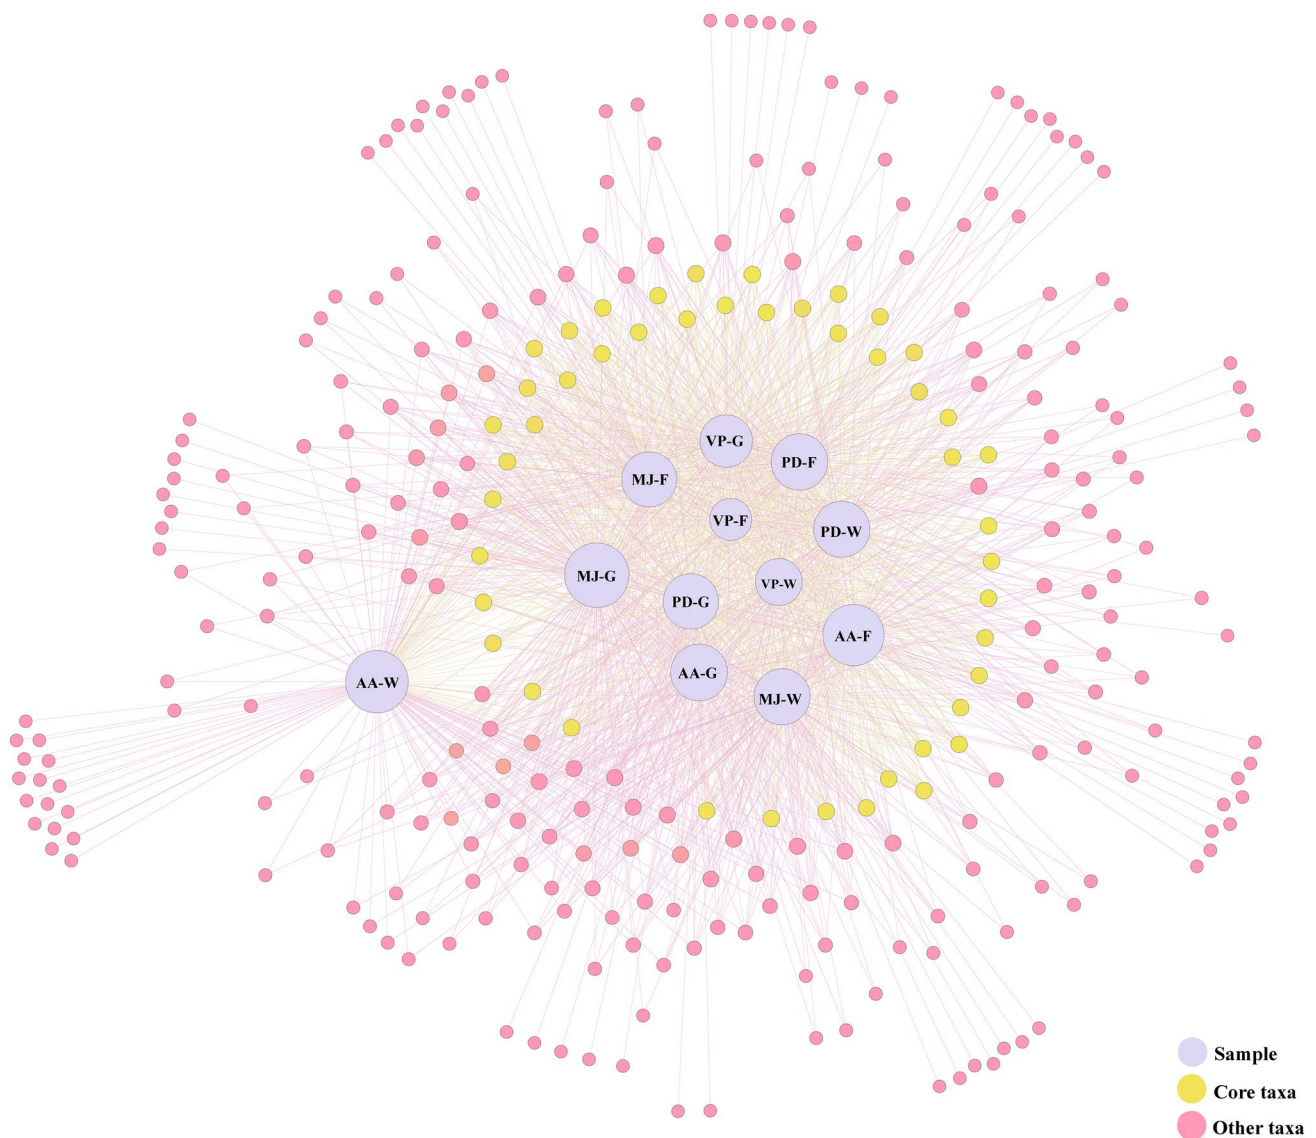 VP-G
PD-F
MJ-F
VP-F
PD-W
MJ-G
VP-W
PD-G
AA-F
AA-G
AA-W
MJ-W
Sample
Core taxa
Other taxa